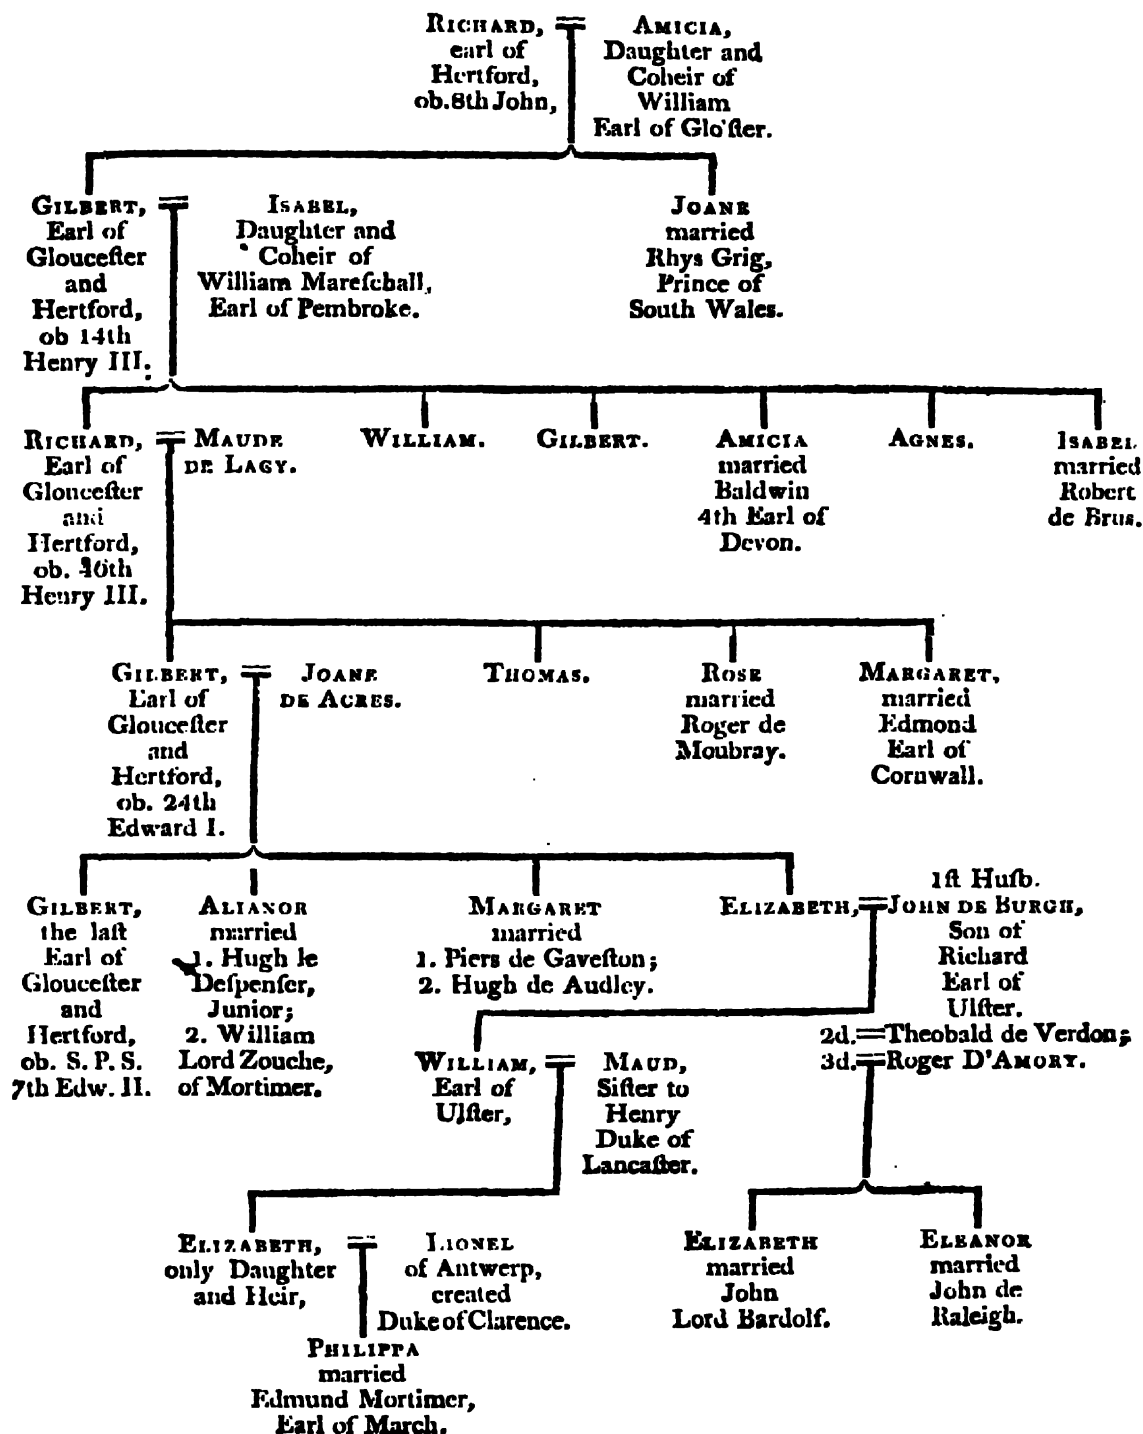 RICHARD,
earl of
Hertford,
ob. 8th John,
AMICIA,
Daughter and
Coheir of
William
Earl of Glo'ſter.
GILBERT,
Earl of
Glouceſter
and
Hertford,
ob 14th
Henry III.
ISABEL,
Daughter and
Coheir of
William Mareſchall,
Earl of Pembroke.
JOANE
married
Rhys Grig,
Prince of
South Wales.
RICHARD,
Earl of
Glouceſter
and
Hertford,
ob. 46th
Henry III.
MAUDE
DE LAGY.
WILLIAM.
GILBERT.
AMICIA
married
Baldwin
4th Earl of
Devon.
AGNES.
ISABEL
married
Robert
de Brus.
GILBERT,
Earl of
Glouceſter
and
Hertford,
ob. 24th
Edward I.
JOANE
DE ACRES.
THOMAS.
ROSE
married
Roger de
Moubray.
MARGARET,
married
Edmond
Earl of
Cornwall.
GILBERT,
the laſt
Earl of
Glouceſter
and
Hertford,
ob. S. P. S.
7th Edw. II.
ALIANOR
married
1. Hugh le
Deſpenſer,
Junior;
2. William
Lord Zouche,
of Mortimer.
MARGARET
married
1. Piers de Gaveſton;
2. Hugh de Audley.
ELIZABETH,
1ſt Huſb.
JOHN DE BURGH,
Son of
Richard
Earl of
Ulſter.
2d. Theobald de Verdon;
3d. Roger D'AMORY.
WILLIAM,
Earl of
Ulſter,
MAUD,
Siſter to
Henry
Duke of
Lancaſter.
ELIZABETH,
only Daughter
and Heir,
LIONEL
of Antwerp,
created
Duke of Clarence.
ELIZABETH
married
John
Lord Bardolf.
ELEANOR
married
John de
Raleigh.
PHILIPPA
married
Edmund Mortimer,
Earl of March.